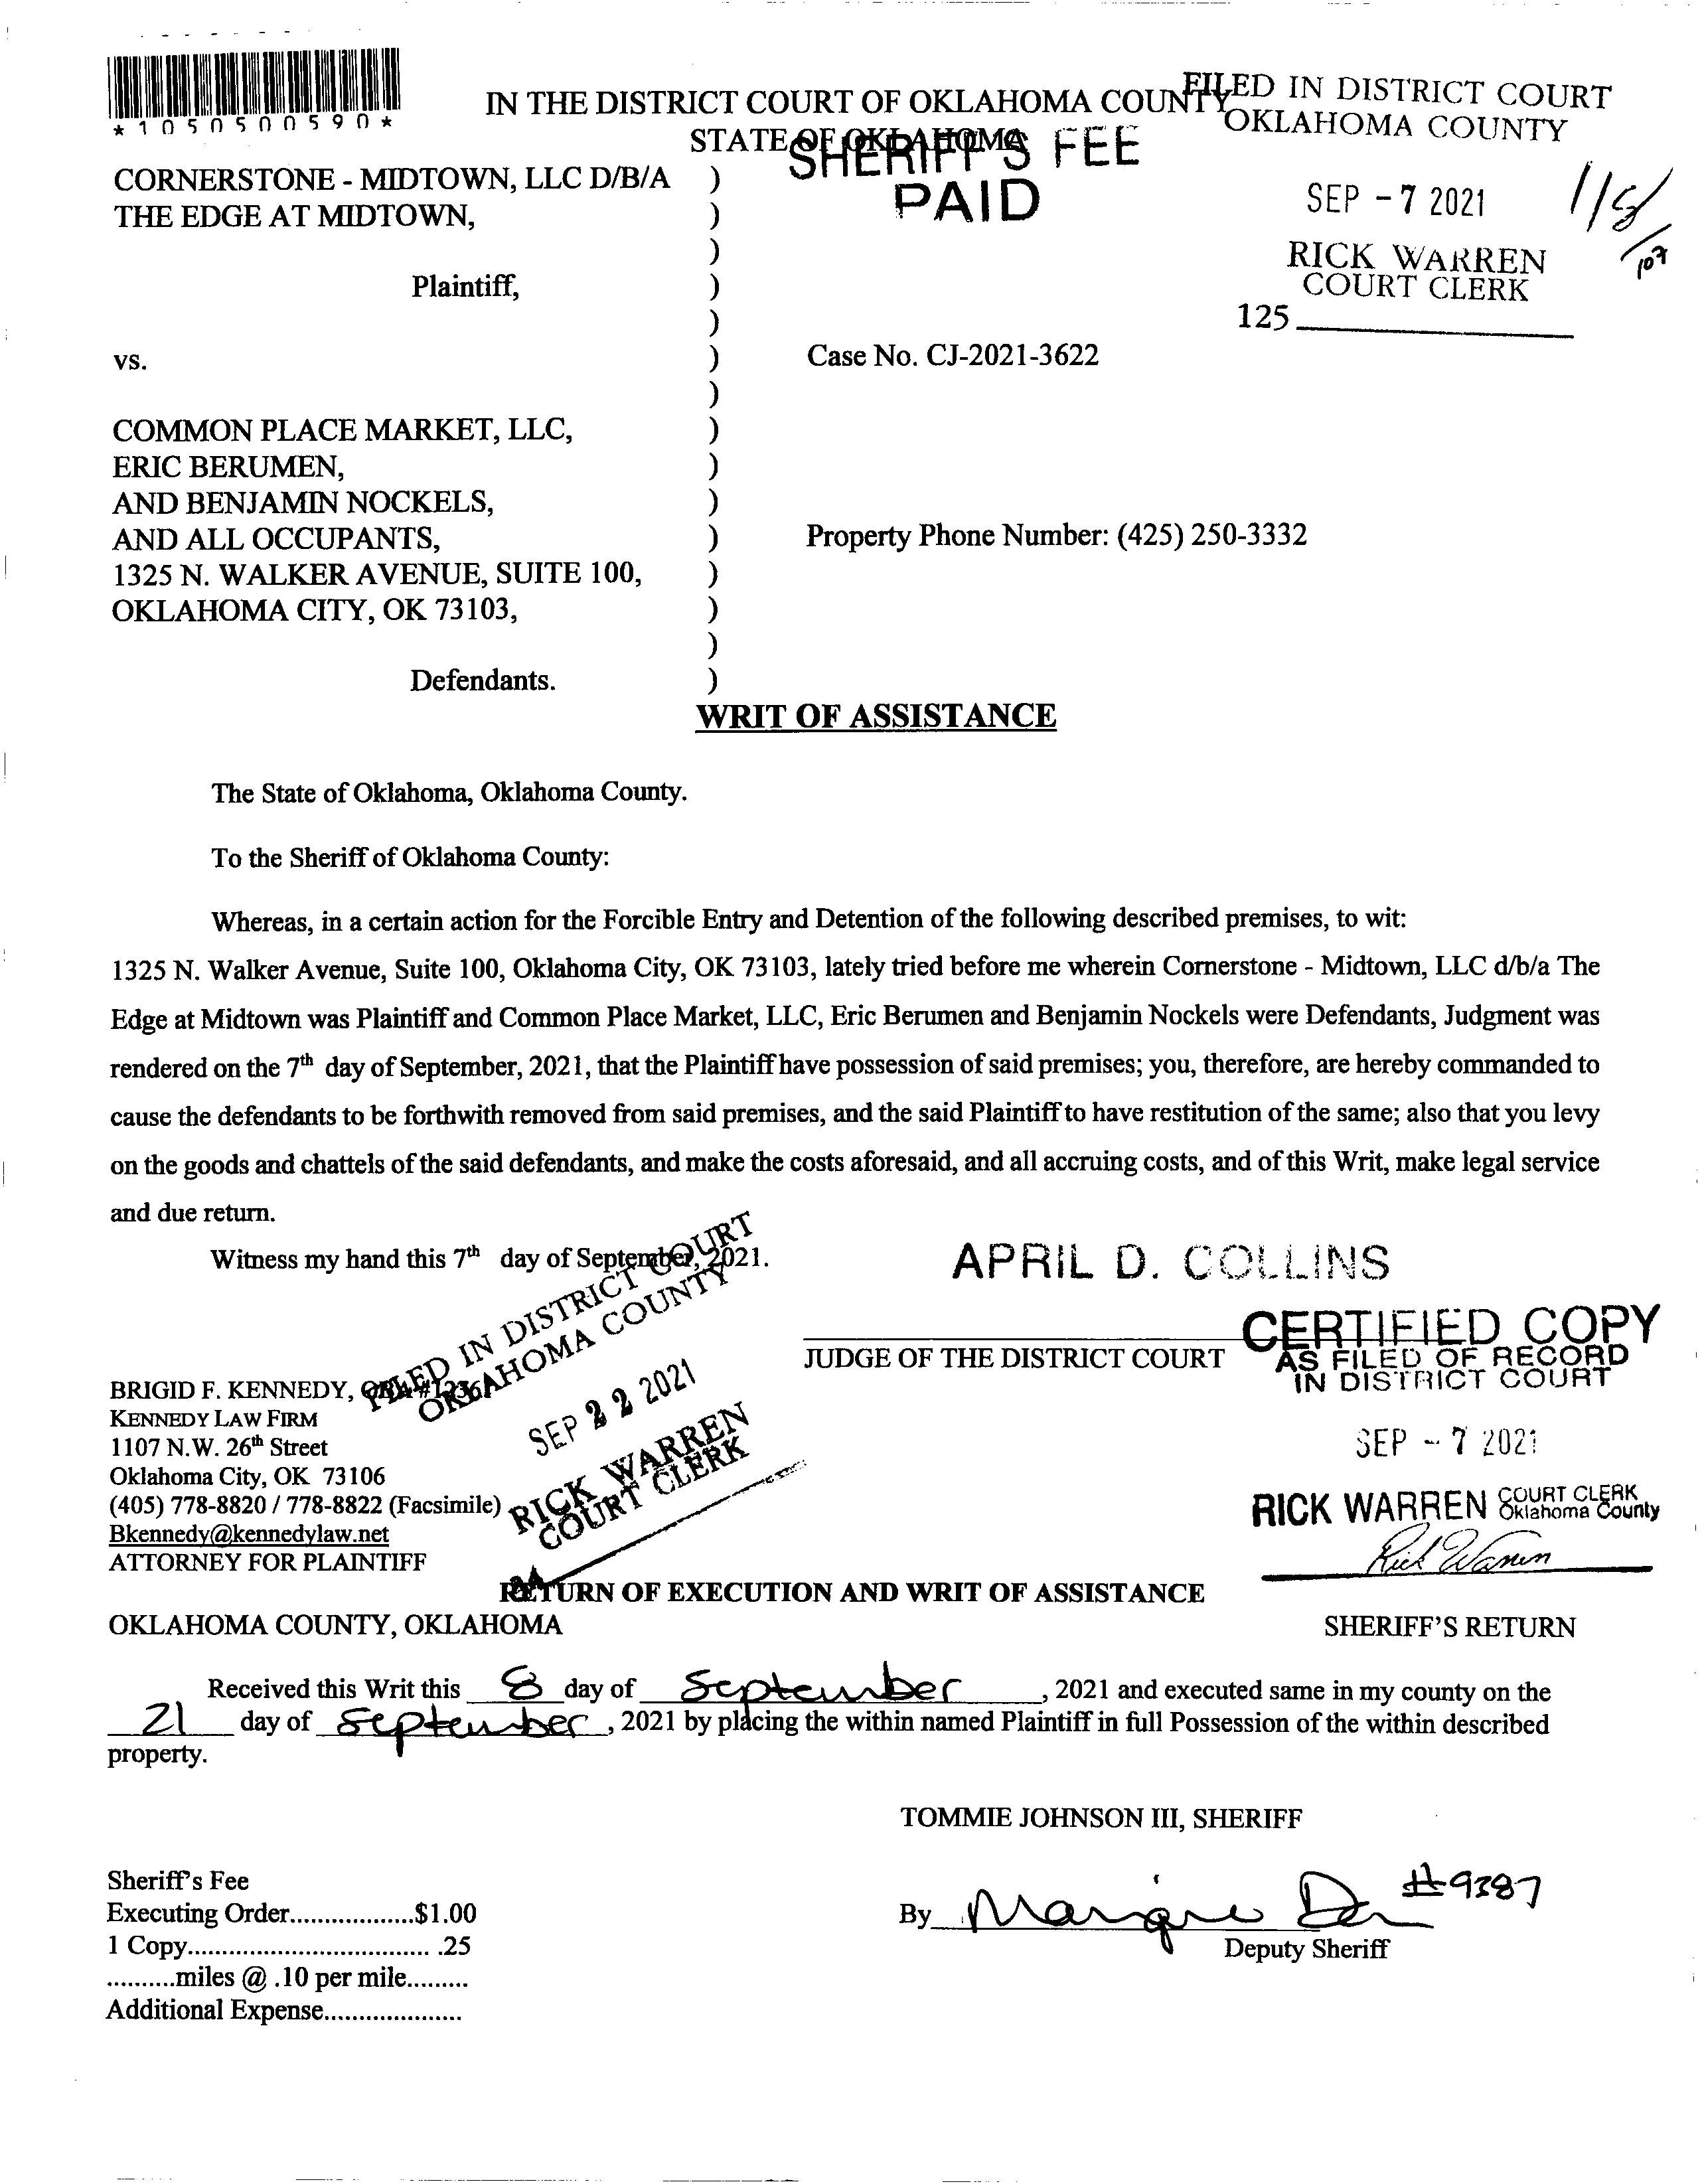 *1050500590*
IN THE DISTRICT COURT OF OKLAHOMA COUNTY
STATE OF OKLAHOMA
FILED IN DISTRICT COURT
OKLAHOMA COUNTY
SHERIFF'S FEE
PAID
SEP - 7 2021
RICK WARREN
COURT CLERK
125
107
CORNERSTONE - MIDTOWN, LLC D/B/A )
THE EDGE AT MIDTOWN, )
)
Plaintiff, )
)
vs. ) Case No. CJ-2021-3622
)
COMMON PLACE MARKET, LLC, )
ERIC BERUMEN, )
AND BENJAMIN NOCKELS, )
AND ALL OCCUPANTS, ) Property Phone Number: (425) 250-3332
1325 N. WALKER AVENUE, SUITE 100, )
OKLAHOMA CITY, OK 73103, )
)
Defendants. )
WRIT OF ASSISTANCE
The State of Oklahoma, Oklahoma County.
To the Sheriff of Oklahoma County:
Whereas, in a certain action for the Forcible Entry and Detention of the following described premises, to wit:
1325 N. Walker Avenue, Suite 100, Oklahoma City, OK 73103, lately tried before me wherein Cornerstone - Midtown, LLC d/b/a The
Edge at Midtown was Plaintiff and Common Place Market, LLC, Eric Berumen and Benjamin Nockels were Defendants, Judgment was
rendered on the 7th day of September, 2021, that the Plaintiff have possession of said premises; you, therefore, are hereby commanded to
cause the defendants to be forthwith removed from said premises, and the said Plaintiff to have restitution of the same; also that you levy
on the goods and chattels of the said defendants, and make the costs aforesaid, and all accruing costs, and of this Writ, make legal service
and due return.
Witness my hand this 7th day of September, 2021.
APRIL D. COLLINS
JUDGE OF THE DISTRICT COURT
CERTIFIED COPY
AS FILED OF RECORD
IN DISTRICT COURT
SEP - 7 2021
RICK WARREN COURT CLERK
Oklahoma County
Rick Warren
FILED IN DISTRICT COURT
OKLAHOMA COUNTY
SEP 22 2021
RICK WARREN
COURT CLERK
BRIGID F. KENNEDY,
KENNEDY LAW FIRM
1107 N.W. 26th Street
Oklahoma City, OK 73106
(405) 778-8820 / 778-8822 (Facsimile)
Bkennedy@kennedylaw.net
ATTORNEY FOR PLAINTIFF
RETURN OF EXECUTION AND WRIT OF ASSISTANCE
OKLAHOMA COUNTY, OKLAHOMA SHERIFF'S RETURN
Received this Writ this 8 day of September, 2021 and executed same in my county on the
21 day of September, 2021 by placing the within named Plaintiff in full Possession of the within described
property.
TOMMIE JOHNSON III, SHERIFF
By #9387
Deputy Sheriff
Sheriff's Fee
Executing Order..................$1.00
1 Copy................................... .25
..........miles @ .10 per mile.........
Additional Expense....................